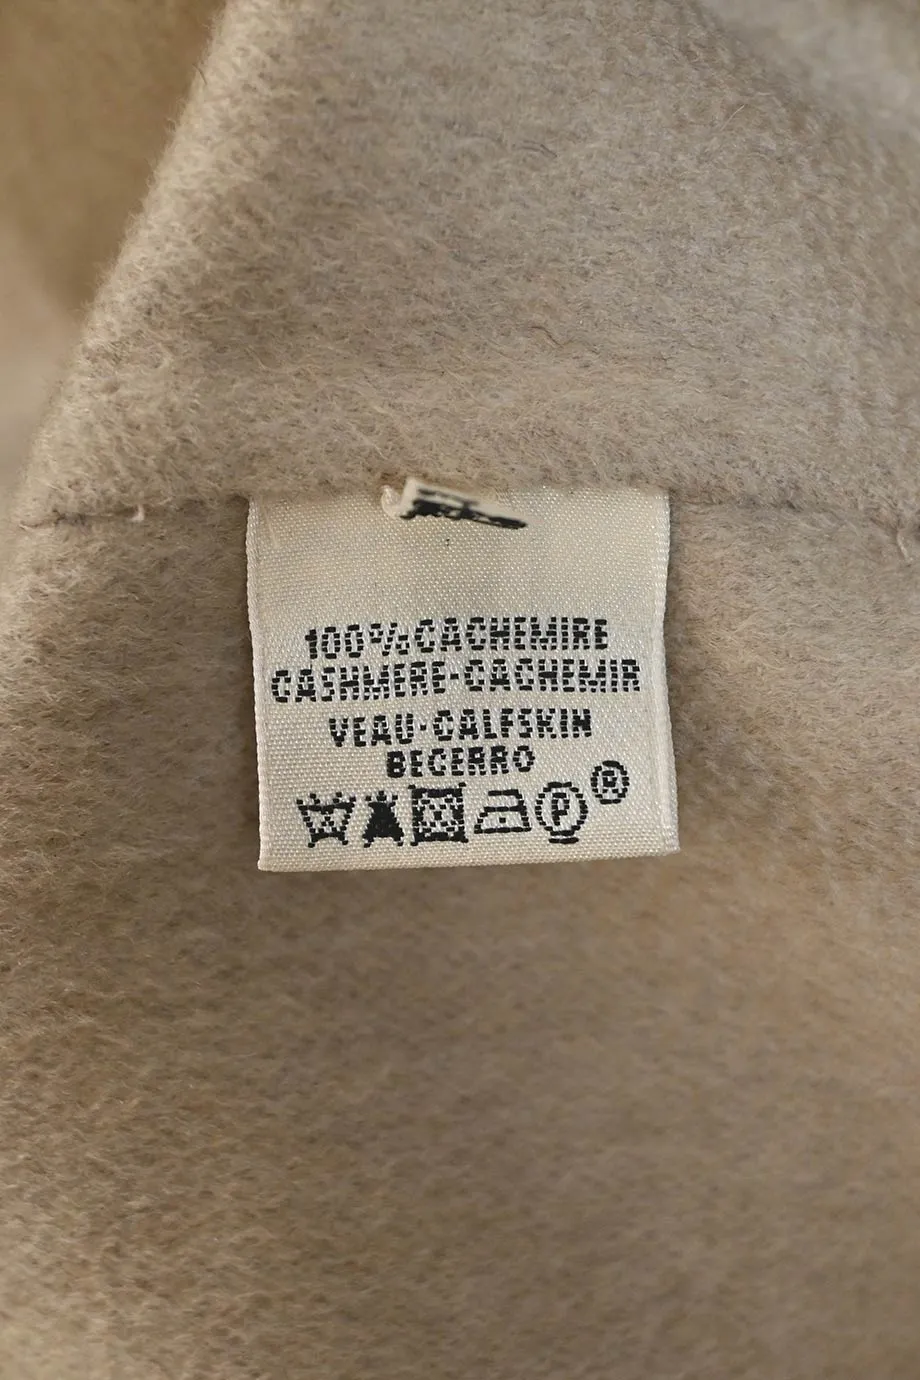 100% CACHEMIRE
CASHMERE-CACHEMIR
VEAU-CALFSKIN
BECERRO
P ®